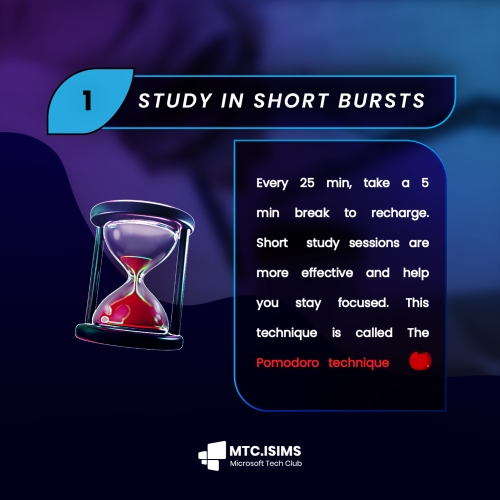 1
STUDY IN SHORT BURSTS
Every 25 min, take a 5
min break to recharge.
Short study sessions are
more effective and help
you stay focused. This
technique is called The
Pomodoro technique
MTC.ISIMS
Microsoft Tech Club